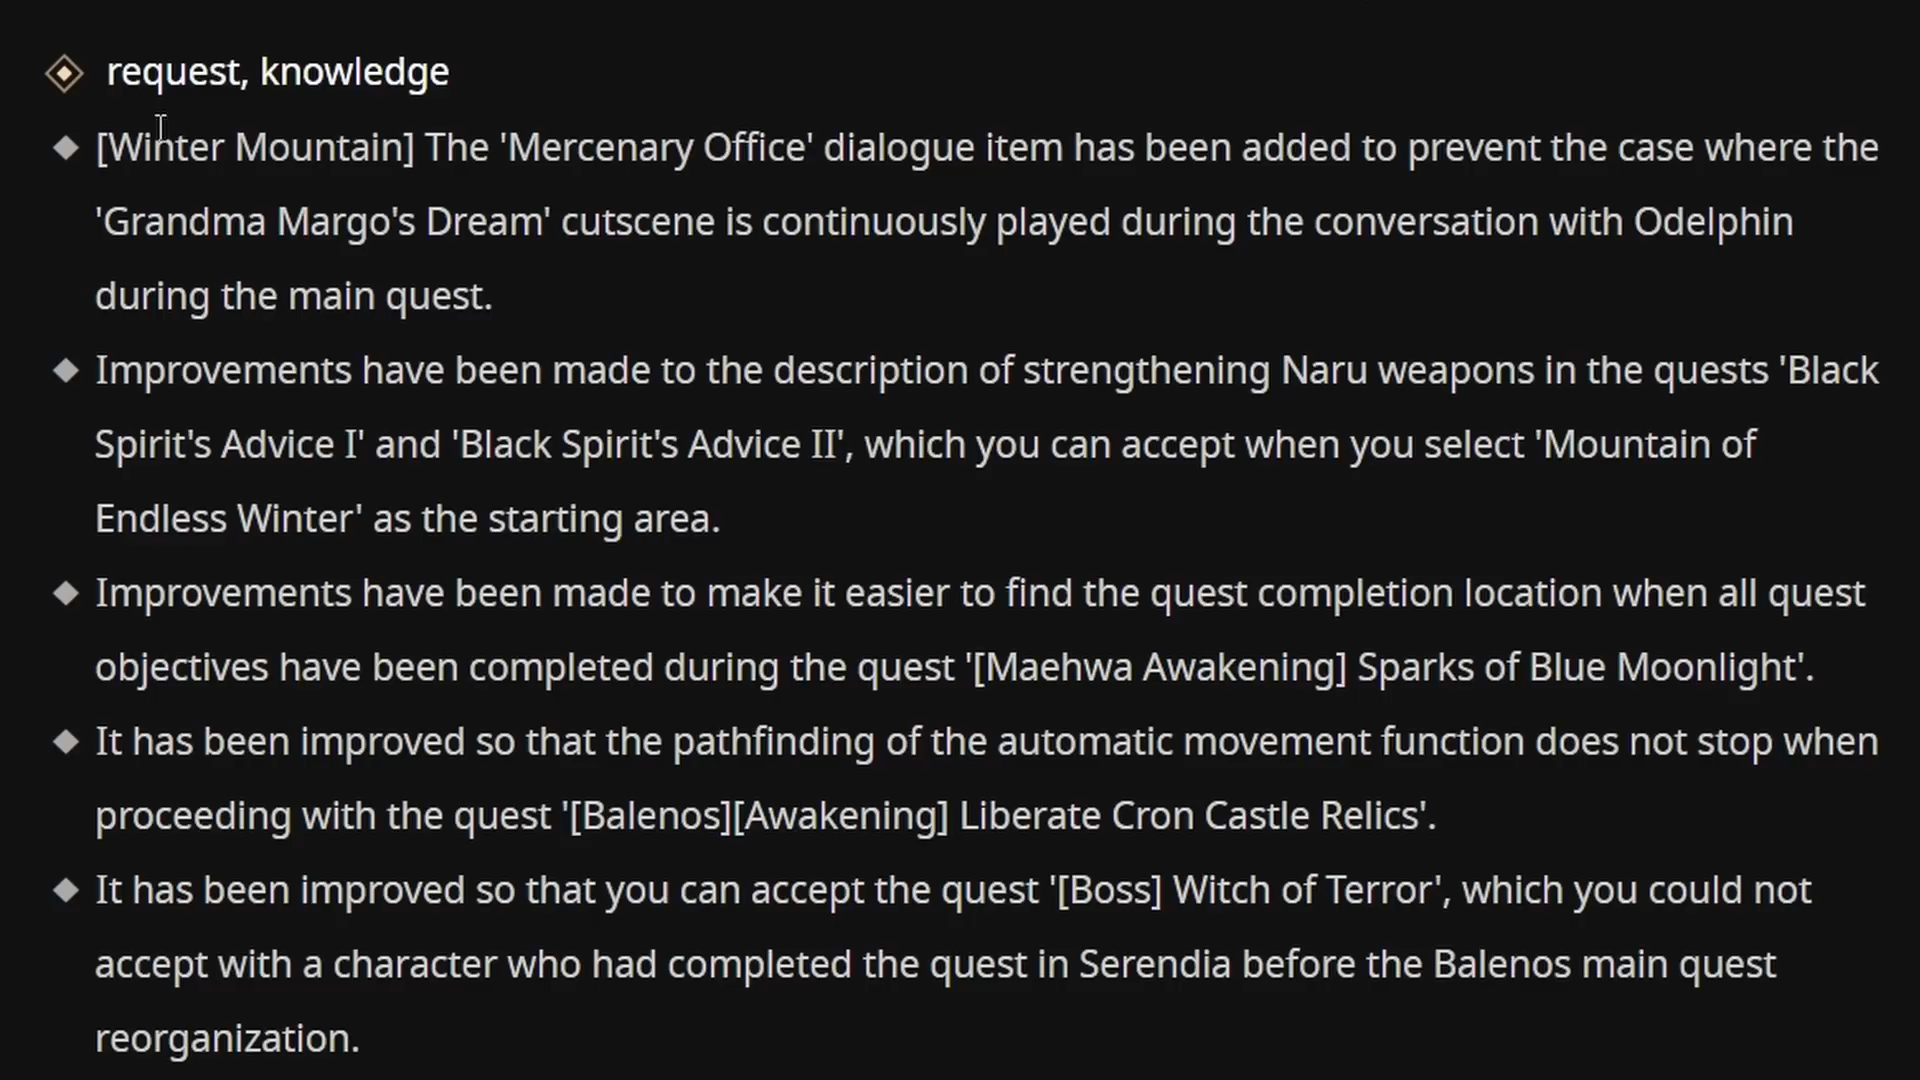 request, knowledge
[Winter Mountain] The 'Mercenary Office' dialogue item has been added to prevent the case where the
'Grandma Margo's Dream' cutscene is continuously played during the conversation with Odelphin
during the main quest.
Improvements have been made to the description of strengthening Naru weapons in the quests 'Black
Spirit's Advice I' and 'Black Spirit's Advice II', which you can accept when you select 'Mountain of
Endless Winter' as the starting area.
Improvements have been made to make it easier to find the quest completion location when all quest
objectives have been completed during the quest '[Maehwa Awakening] Sparks of Blue Moonlight'.
It has been improved so that the pathfinding of the automatic movement function does not stop when
proceeding with the quest '[Balenos][Awakening] Liberate Cron Castle Relics'.
It has been improved so that you can accept the quest '[Boss] Witch of Terror', which you could not
accept with a character who had completed the quest in Serendia before the Balenos main quest
reorganization.